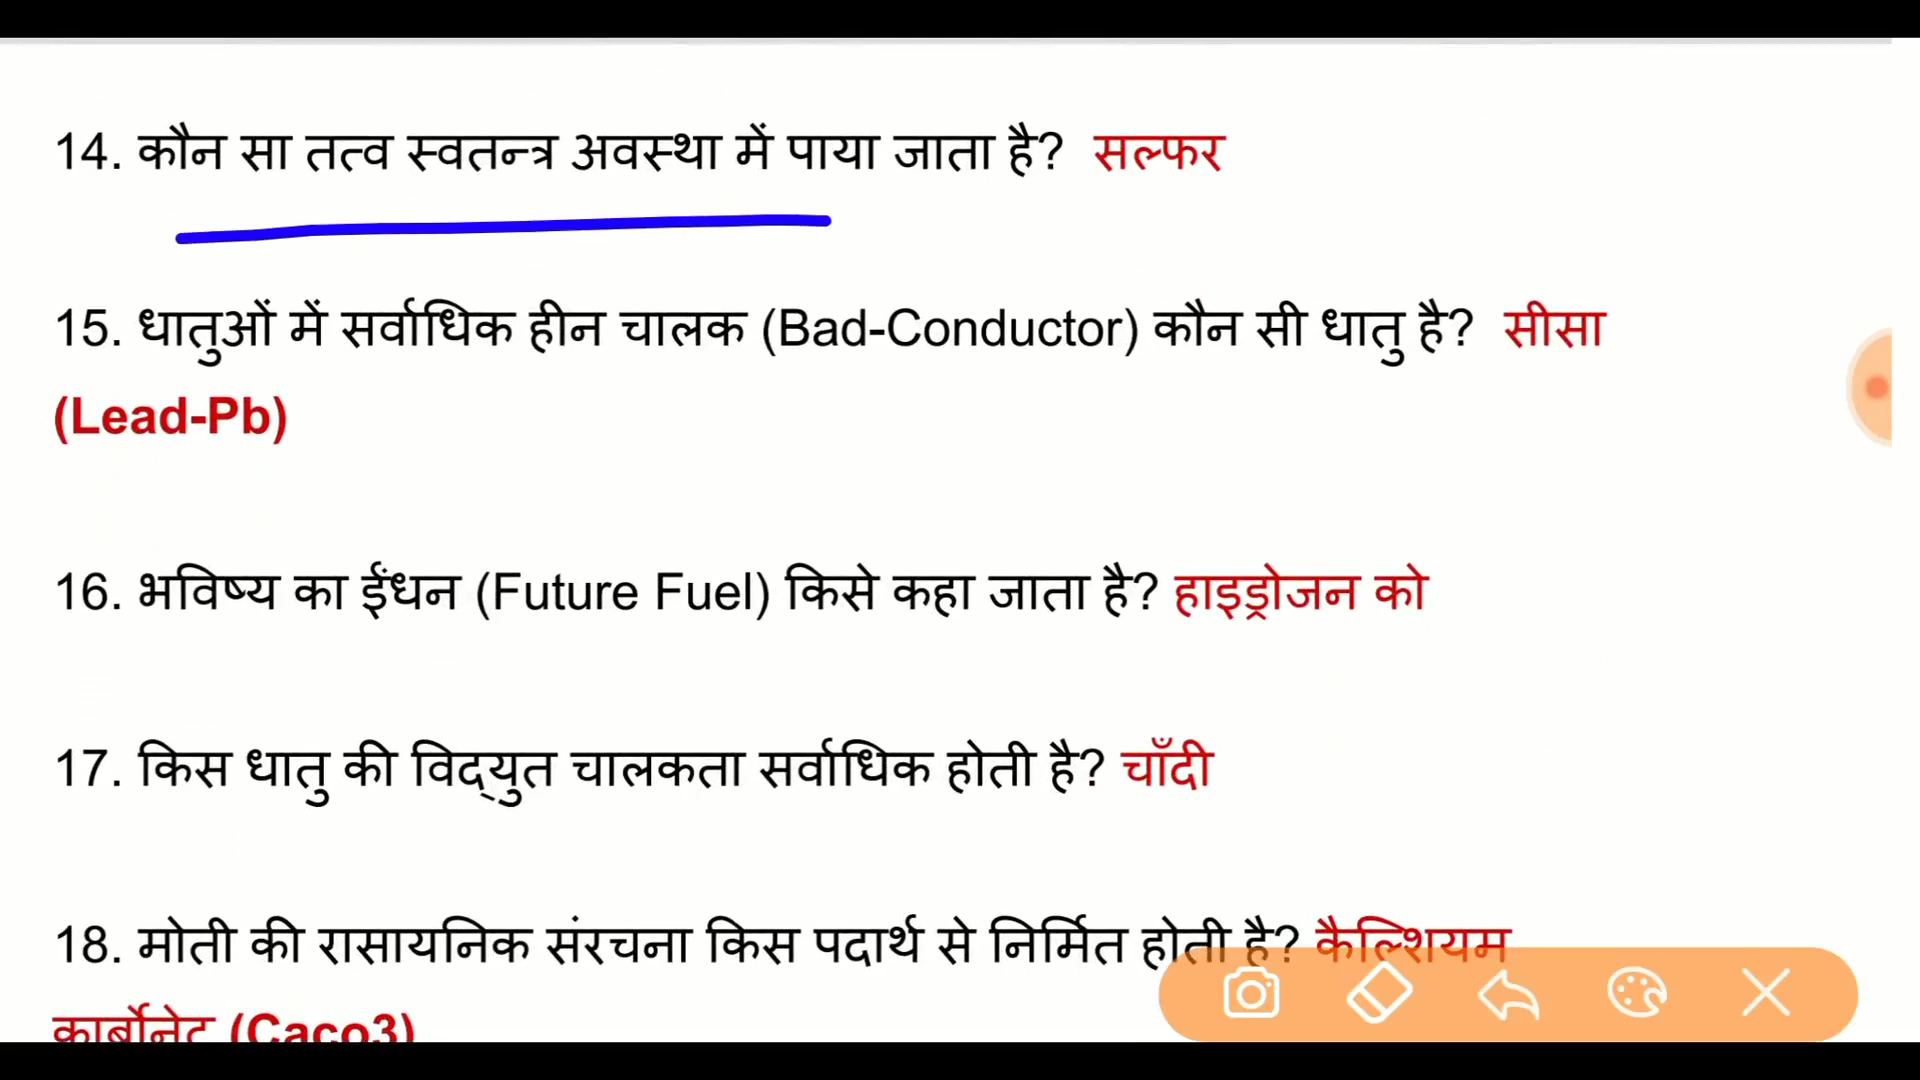 14. कौन सा तत्व स्वतन्त्र अवस्था में पाया जाता है? सल्फर
15. धातुओं में सर्वाधिक हीन चालक (Bad-Conductor) कौन सी धातु है? सीसा
(Lead-Pb)
16. भविष्य का ईंधन (Future Fuel) किसे कहा जाता है? हाइड्रोजन को
17. किस धातु की विद्‌युत चालकता सर्वाधिक होती है? चाँदी
18. मोती की रासायनिक संरचना किस पदार्थ से निर्मित होती है? कैल्शियम
कार्बोनेट (Caco3)